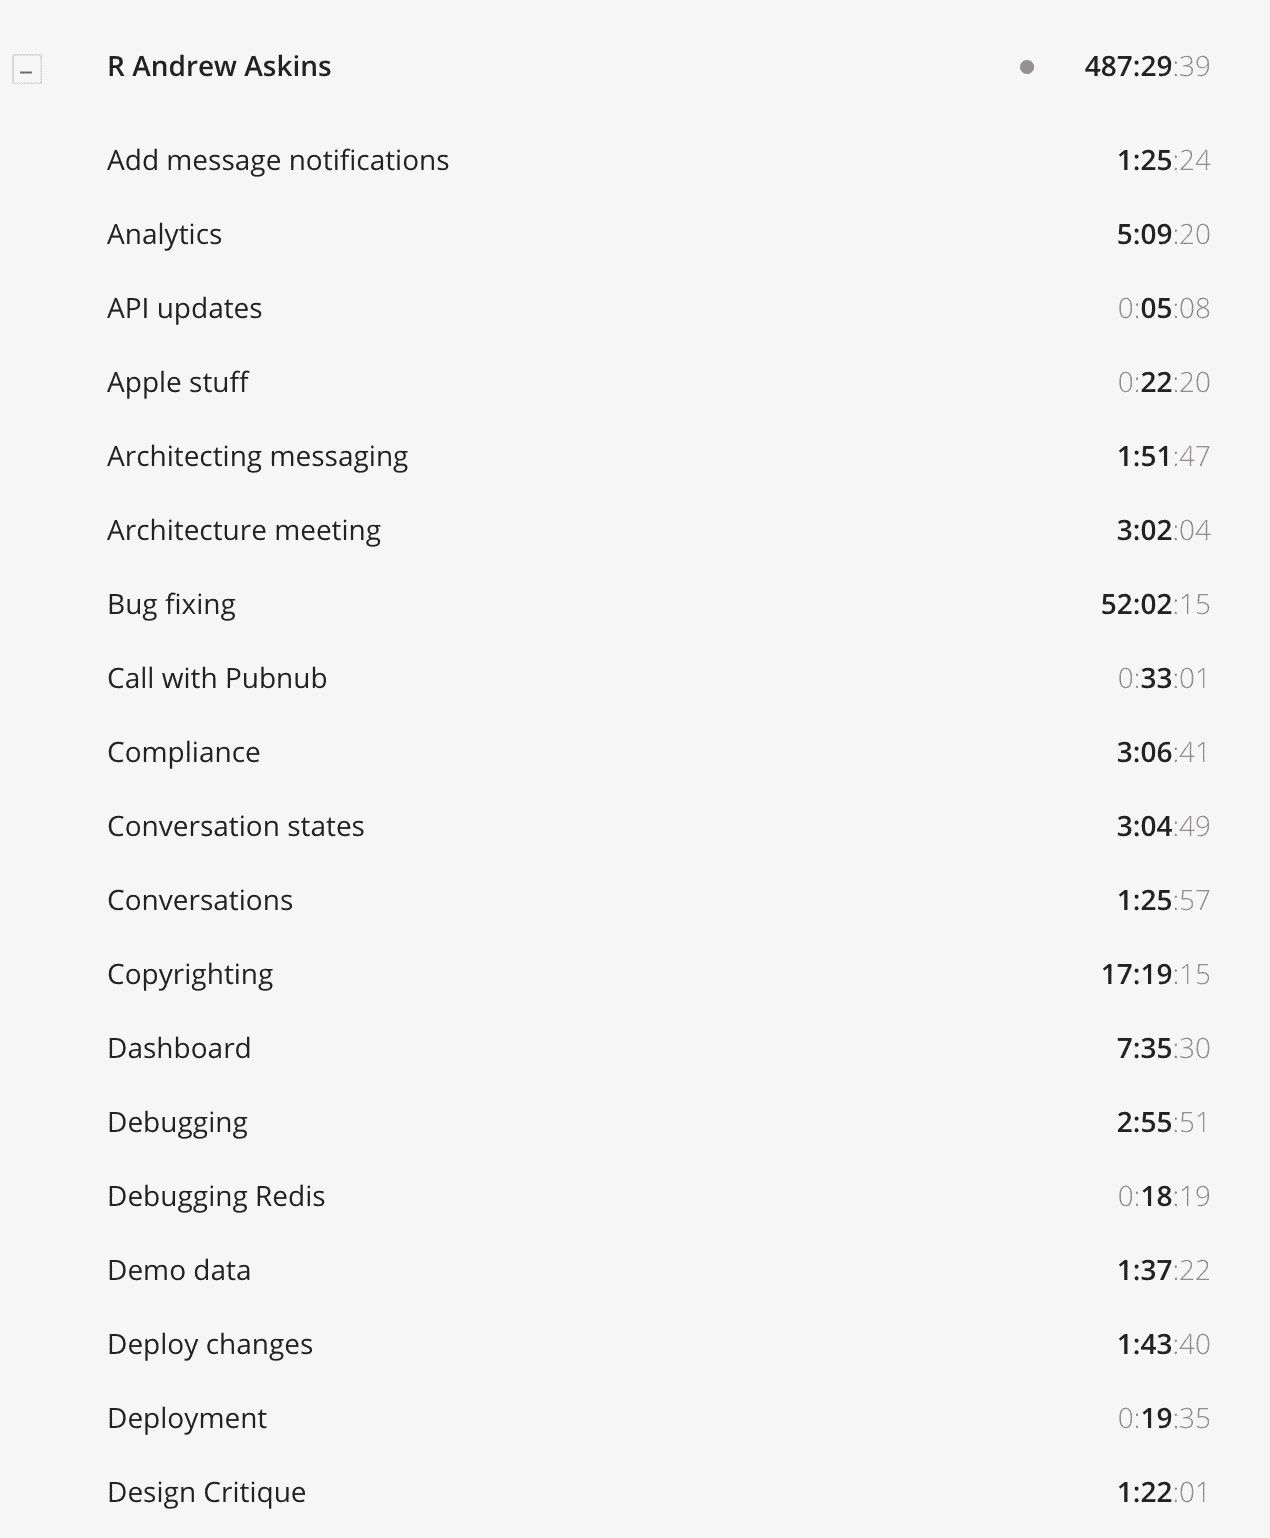 R Andrew Askins 487:29:39
Add message notifications 1:25:24
Analytics 5:09:20
API updates 0:05:08
Apple stuff 0:22:20
Architecting messaging 1:51:47
Architecture meeting 3:02:04
Bug fixing 52:02:15
Call with Pubnub 0:33:01
Compliance 3:06:41
Conversation states 3:04:49
Conversations 1:25:57
Copyrighting 17:19:15
Dashboard 7:35:30
Debugging 2:55:51
Debugging Redis 0:18:19
Demo data 1:37:22
Deploy changes 1:43:40
Deployment 0:19:35
Design Critique 1:22:01